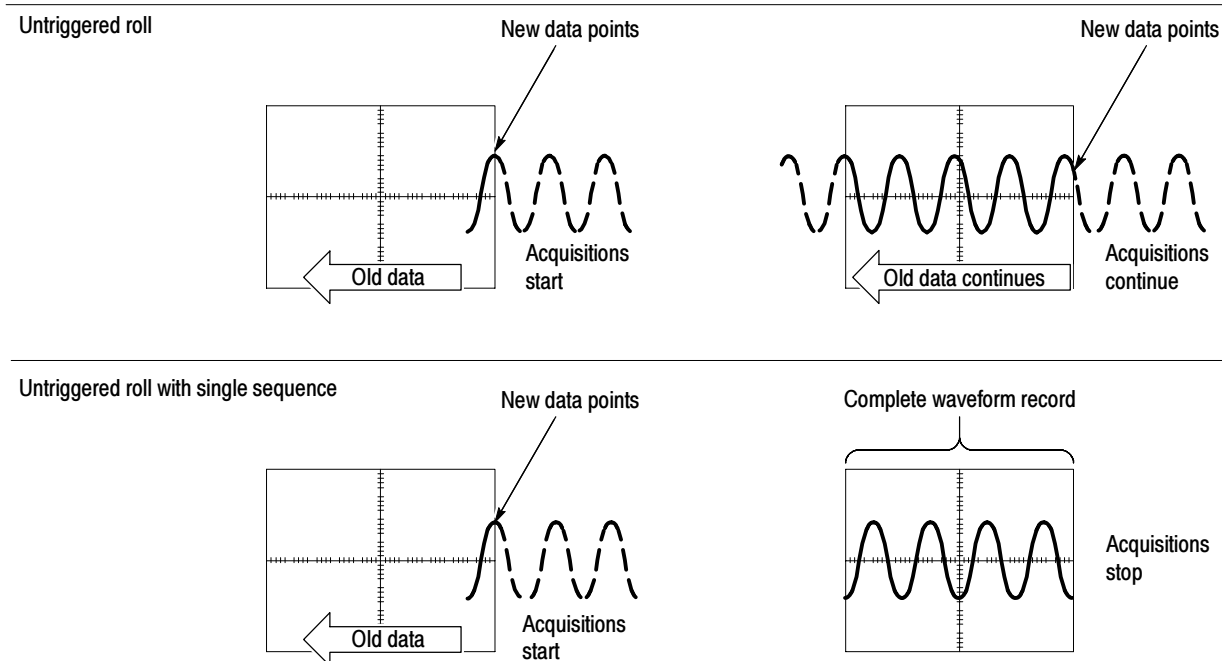 Untriggered roll
New data points
New data points
Acquisitions
start
Old data
Acquisitions
continue
Old data continues
Untriggered roll with single sequence
New data points
Complete waveform record
Acquisitions
stop
Acquisitions
start
Old data